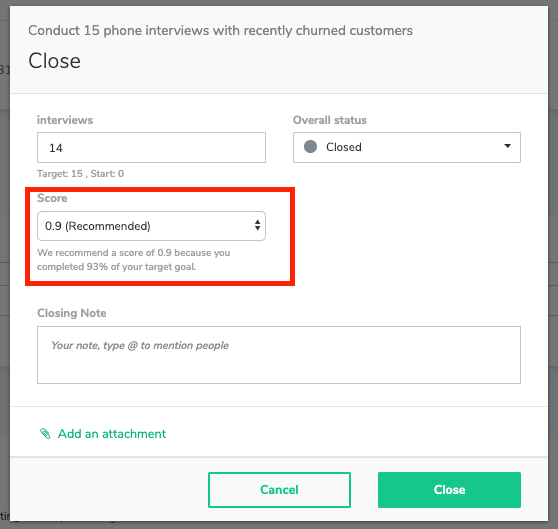 Conduct 15 phone interviews with recently churned customers
Close
31
interviews
Overall status
14
Closed
Target: 15 , Start: 0
Score
0.9 (Recommended)
We recommend a score of 0.9 because you
completed 93% of your target goal.
Closing Note
Your note, type @ to mention people
Add an attachment
Cancel
Close